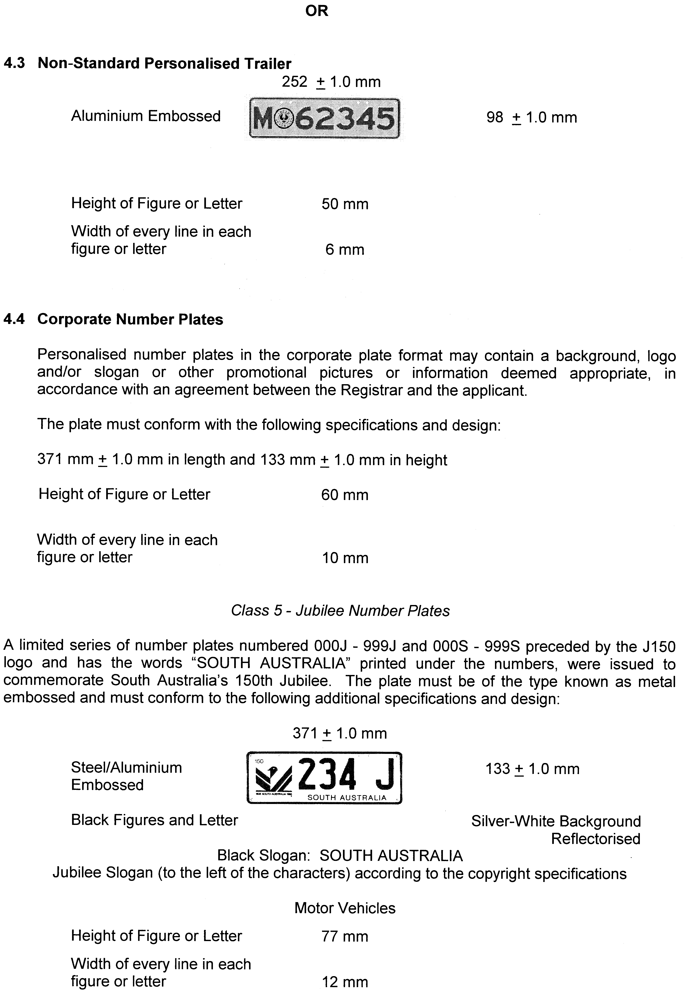 OR
4.3 Non-Standard Personalised Trailer
252 ± 1.0 mm
Aluminium Embossed
M 62345
98 ± 1.0 mm
Height of Figure or Letter 50 mm
Width of every line in each
figure or letter 6 mm
4.4 Corporate Number Plates
Personalised number plates in the corporate plate format may contain a background, logo
and/or slogan or other promotional pictures or information deemed appropriate, in
accordance with an agreement between the Registrar and the applicant.
The plate must conform with the following specifications and design:
371 mm ± 1.0 mm in length and 133 mm ± 1.0 mm in height
Height of Figure or Letter 60 mm
Width of every line in each
figure or letter 10 mm
Class 5 - Jubilee Number Plates
A limited series of number plates numbered 000J - 999J and 000S - 999S preceded by the J150
logo and has the words “SOUTH AUSTRALIA” printed under the numbers, were issued to
commemorate South Australia's 150th Jubilee. The plate must be of the type known as metal
embossed and must conform to the following additional specifications and design:
371 ± 1.0 mm
Steel/Aluminium
Embossed
150
234 J
1836 SOUTH AUSTRALIA 1986
SOUTH AUSTRALIA
133 ± 1.0 mm
Black Figures and Letter
Silver-White Background
Reflectorised
Black Slogan: SOUTH AUSTRALIA
Jubilee Slogan (to the left of the characters) according to the copyright specifications
Motor Vehicles
Height of Figure or Letter 77 mm
Width of every line in each
figure or letter 12 mm